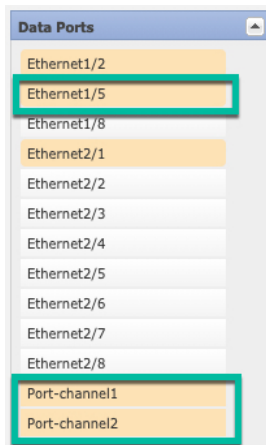 Data Ports
Ethernet1/2
Ethernet1/5
Ethernet1/8
Ethernet2/1
Ethernet2/2
Ethernet2/3
Ethernet2/4
Ethernet2/5
Ethernet2/6
Ethernet2/7
Ethernet2/8
Port-channel1
Port-channel2